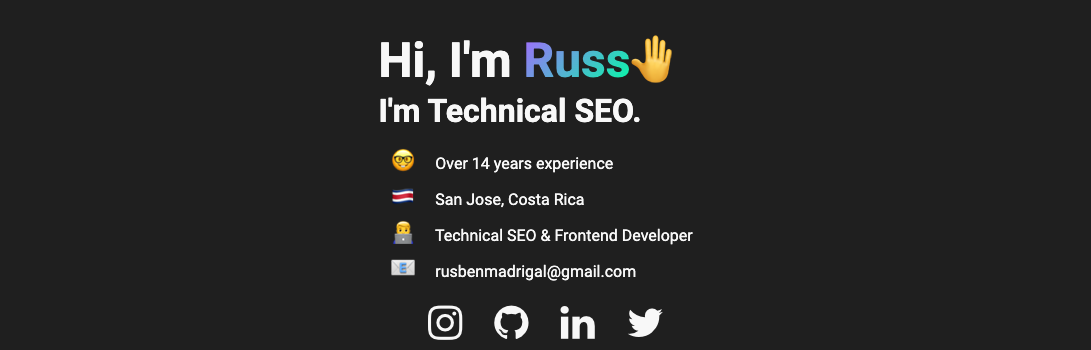 Hi, I'm Russ🤚
I'm Technical SEO.
🤓 Over 14 years experience
🇨🇷 San Jose, Costa Rica
👨‍💻 Technical SEO & Frontend Developer
📧 rusbenmadrigal@gmail.com